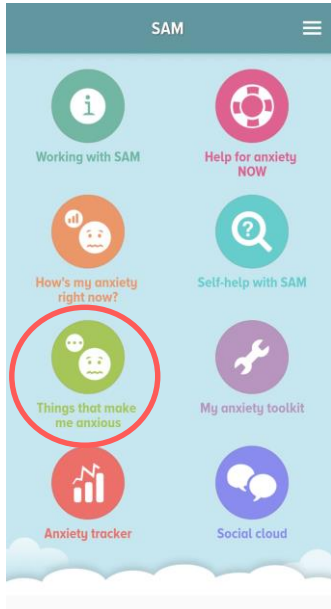 SAM
i
Working with SAM
Help for anxiety
NOW
?
How's my anxiety
right now?
Self-help with SAM
Things that make
me anxious
My anxiety toolkit
Anxiety tracker
Social cloud